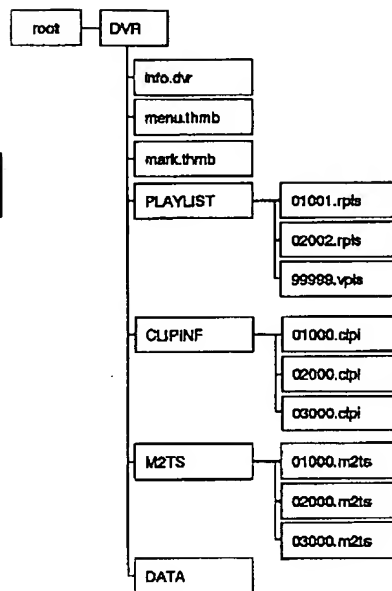 root DVR
info.dvr
menu.thmb
mark.thmb
PLAYLIST 01001.rpls
02002.rpls
99999.vpls
CLIPINF 01000.clpi
02000.clpi
03000.clpi
M2TS 01000.m2ts
02000.m2ts
03000.m2ts
DATA